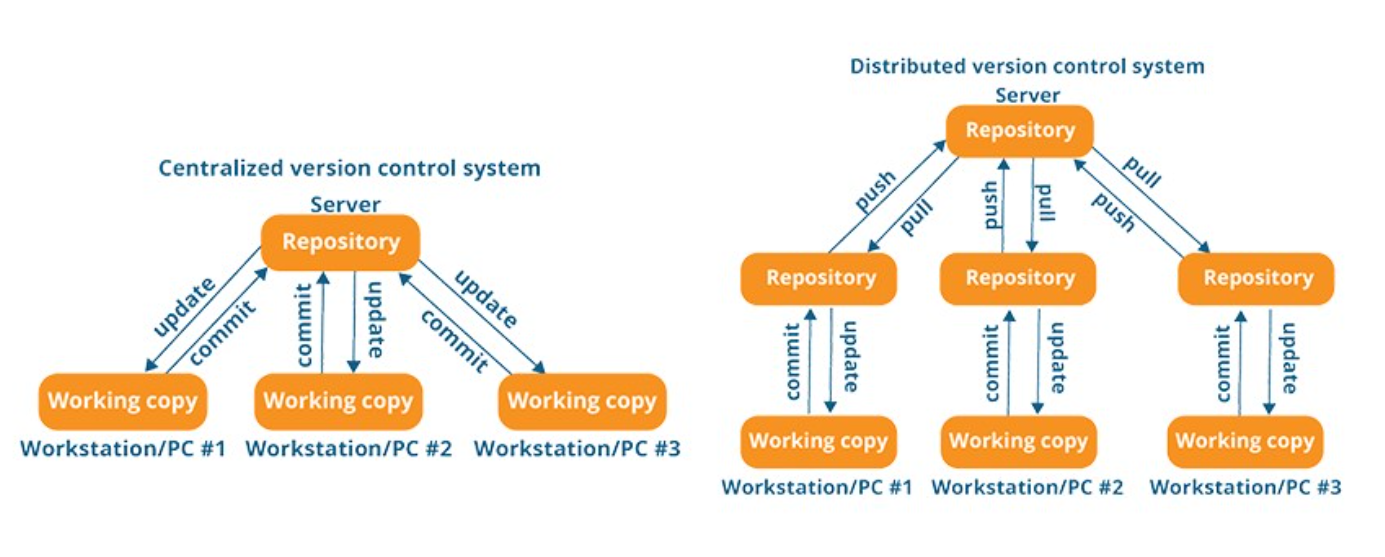 Centralized version control system
Server
Repository
update
commit
commit
update
update
commit
Working copy
Working copy
Working copy
Workstation/PC #1
Workstation/PC #2
Workstation/PC #3
Distributed version control system
Server
Repository
push
pull
push
pull
pull
push
Repository
Repository
Repository
commit
update
commit
update
commit
update
Working copy
Working copy
Working copy
Workstation/PC #1
Workstation/PC #2
Workstation/PC #3